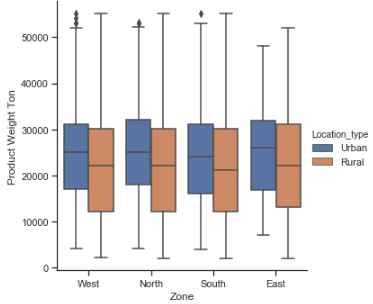 Product Weight Ton
50000
40000
30000
20000
10000
0
West North South East
Zone
Location_type
Urban
Rural